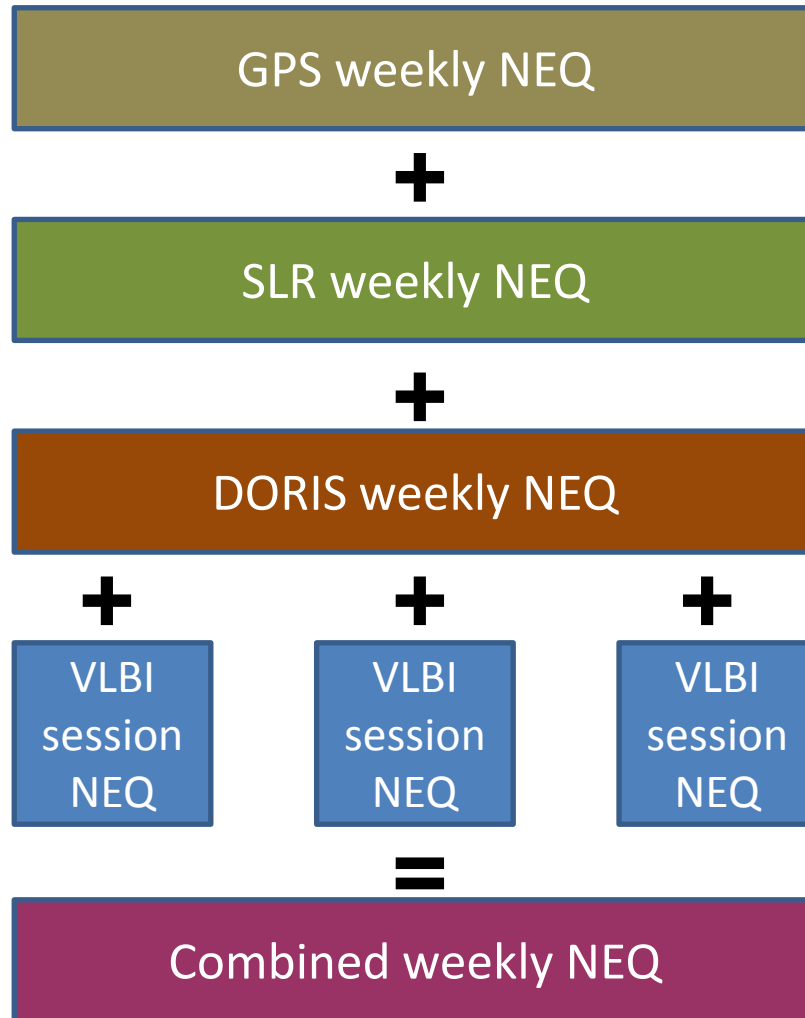 GPS weekly NEQ
+
SLR weekly NEQ
+
DORIS weekly NEQ
+ + +
VLBI VLBI VLBI
session session session
NEQ NEQ NEQ
=
Combined weekly NEQ